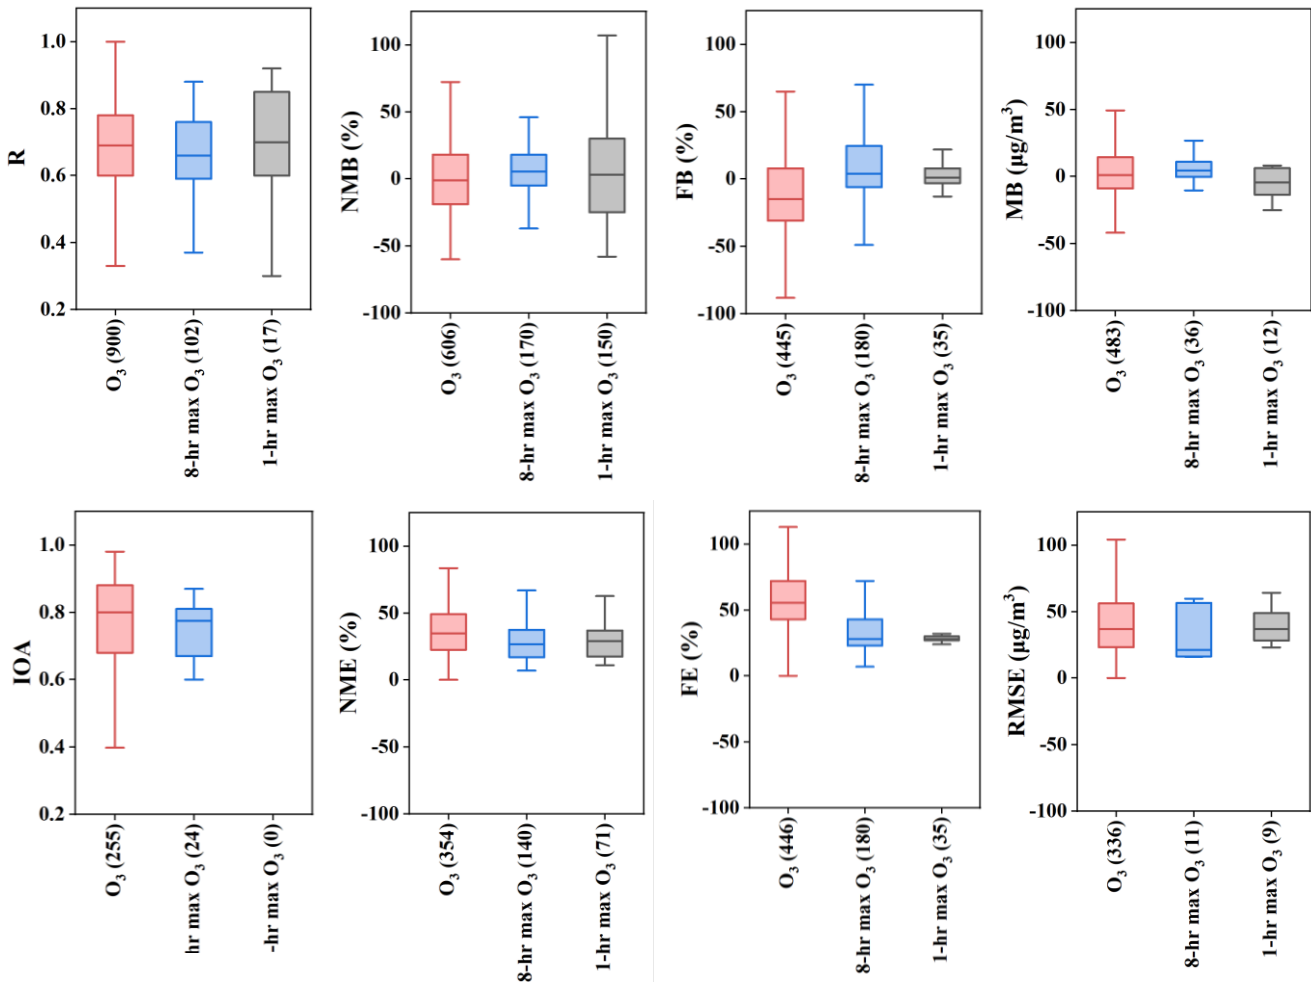 R
1.0
0.8
0.6
0.4
0.2
O₃ (900)
8-hr max O₃ (102)
1-hr max O₃ (17)
NMB (%)
100
50
0
-50
-100
O₃ (606)
8-hr max O₃ (170)
1-hr max O₃ (150)
FB (%)
100
50
0
-50
-100
O₃ (445)
8-hr max O₃ (180)
1-hr max O₃ (35)
MB (μg/m³)
100
50
0
-50
-100
O₃ (483)
8-hr max O₃ (36)
1-hr max O₃ (12)
IOA
1.0
0.8
0.6
0.4
0.2
O₃ (255)
hr max O₃ (24)
-hr max O₃ (0)
NME (%)
100
50
0
-50
-100
O₃ (354)
8-hr max O₃ (140)
1-hr max O₃ (71)
FE (%)
100
50
0
-50
-100
O₃ (446)
8-hr max O₃ (180)
1-hr max O₃ (35)
RMSE (μg/m³)
100
50
0
-50
-100
O₃ (336)
8-hr max O₃ (11)
1-hr max O₃ (9)